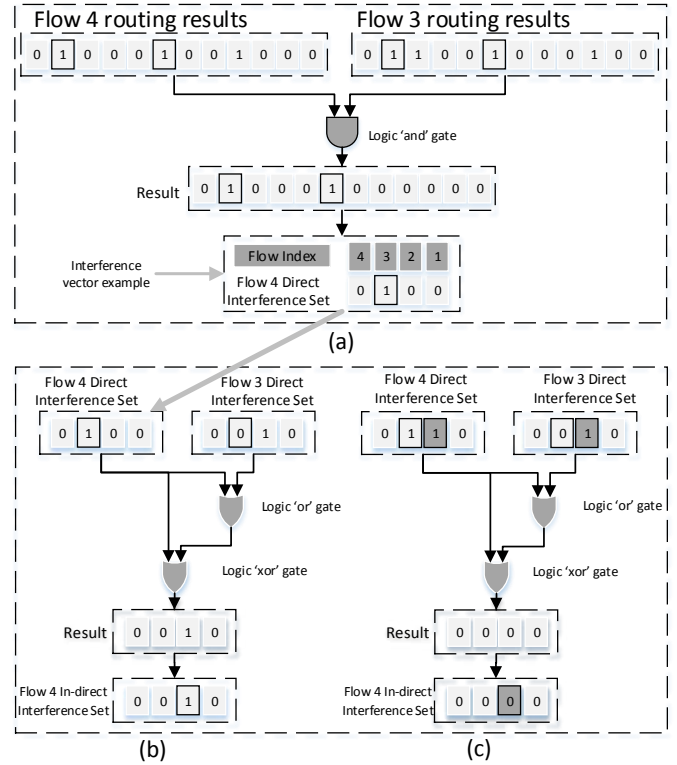 Flow 4 routing results
Flow 3 routing results
0 1 0 0 0 1 0 0 1 0 0 0
0 1 1 0 0 1 0 0 0 1 0 0
Logic 'and' gate
Result
0 1 0 0 0 1 0 0 0 0 0 0
Interference
vector example
Flow Index
4 3 2 1
Flow 4 Direct
Interference Set
0 1 0 0
(a)
Flow 4 Direct
Interference Set
Flow 3 Direct
Interference Set
0 1 0 0
0 0 1 0
Logic 'or' gate
Logic 'xor' gate
Result
0 0 1 0
Flow 4 In-direct
Interference Set
0 0 1 0
(b)
Flow 4 Direct
Interference Set
Flow 3 Direct
Interference Set
0 1 1 0
0 0 1 0
Logic 'or' gate
Logic 'xor' gate
Result
0 0 0 0
Flow 4 In-direct
Interference Set
0 0 0 0
(c)